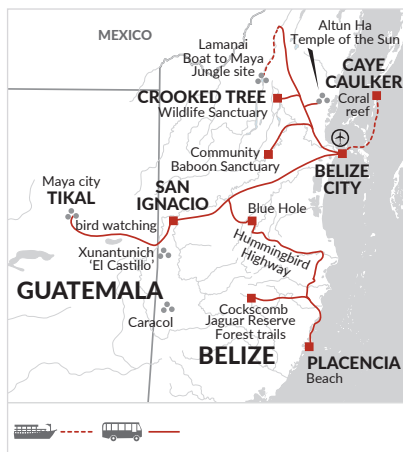 MEXICO
Altun Ha
Temple of the Sun
Lamanai
Boat to Maya
Jungle site
CAYE
CAULKER
Coral
reef
CROOKED TREE
Wildlife Sanctuary
Community
Baboon Sanctuary
BELIZE
CITY
Maya city
TIKAL
bird watching
SAN
IGNACIO
Blue Hole
Hummingbird
Highway
Xunantunich
'El Castillo'
GUATEMALA
Caracol
Cockscomb
Jaguar Reserve
Forest trails
BELIZE
PLACENCIA
Beach